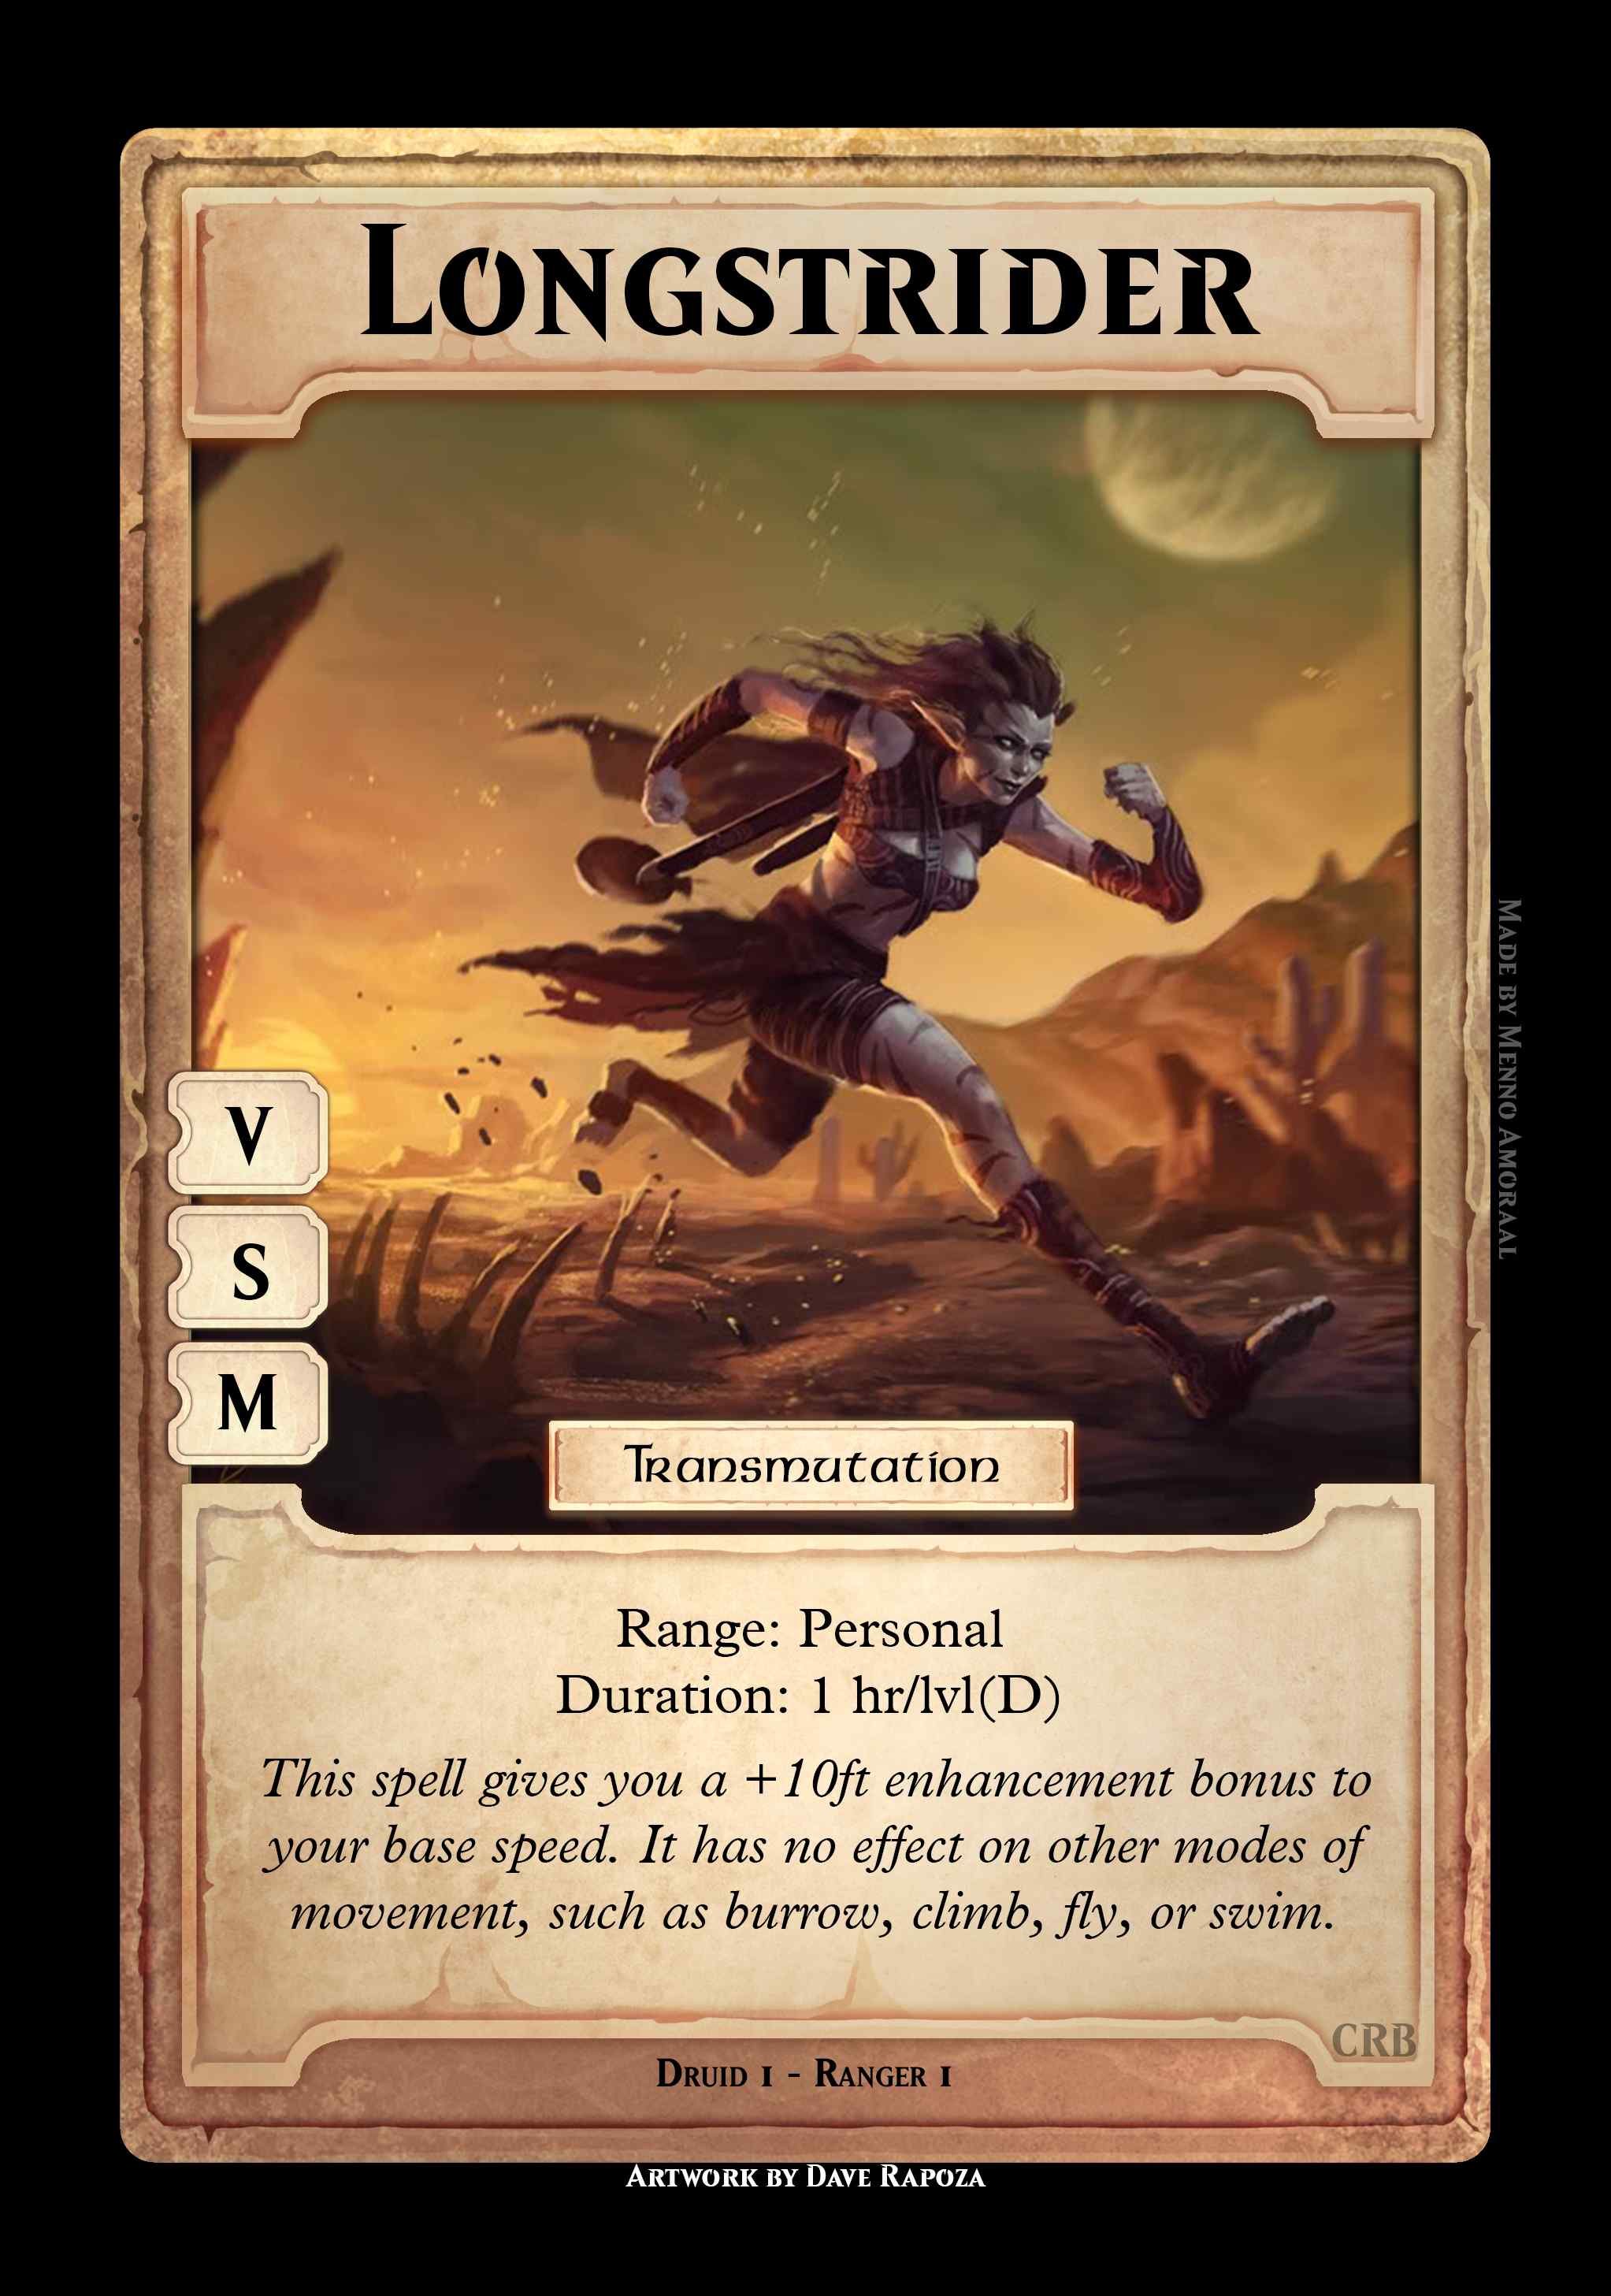 Longstrider
V
S
M
Transmutation
Range: Personal
Duration: 1 hr/lvl(D)
This spell gives you a +10ft enhancement bonus to
your base speed. It has no effect on other modes of
movement, such as burrow, climb, fly, or swim.
CRB
Druid 1 - Ranger 1
Artwork by Dave Rapoza
Made by Menno Amoraal